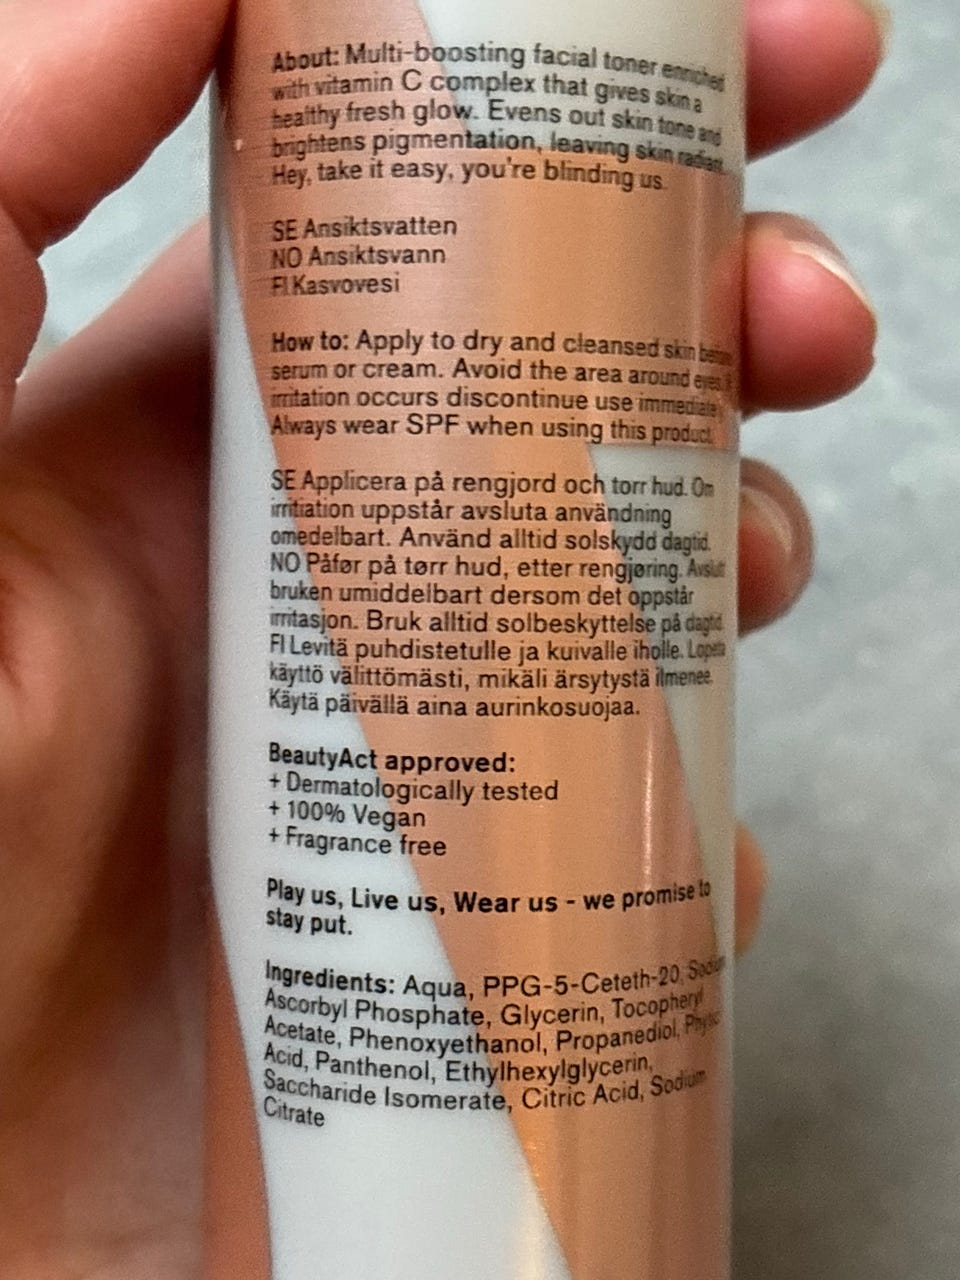 About: Multi-boosting facial toner enriched
with vitamin C complex that gives skin a
healthy fresh glow. Evens out skin tone and
brightens pigmentation, leaving skin radiant.
Hey, take it easy, you're blinding us.
SE Ansiktsvatten
NO Ansiktsvann
FI Kasvovesi
How to: Apply to dry and cleansed skin before
serum or cream. Avoid the area around eyes. If
irritation occurs discontinue use immediately.
Always wear SPF when using this product.
SE Applicera på rengjord och torr hud. Om
irritiation uppstår avsluta användning
omedelbart. Använd alltid solskydd dagtid.
NO Påfør på tørr hud, etter rengjøring. Avslutt
bruken umiddelbart dersom det oppstår
irritasjon. Bruk alltid solbeskyttelse på dagtid.
FI Levitä puhdistetulle ja kuivalle iholle. Lopeta
käyttö välittömästi, mikäli ärsytystä ilmenee.
Käytä päivällä aina aurinkosuojaa.
BeautyAct approved:
+ Dermatologically tested
+ 100% Vegan
+ Fragrance free
Play us, Live us, Wear us - we promise to
stay put.
Ingredients: Aqua, PPG-5-Ceteth-20, Sodium
Ascorbyl Phosphate, Glycerin, Tocopheryl
Acetate, Phenoxyethanol, Propanediol, Phytic
Acid, Panthenol, Ethylhexylglycerin,
Saccharide Isomerate, Citric Acid, Sodium
Citrate